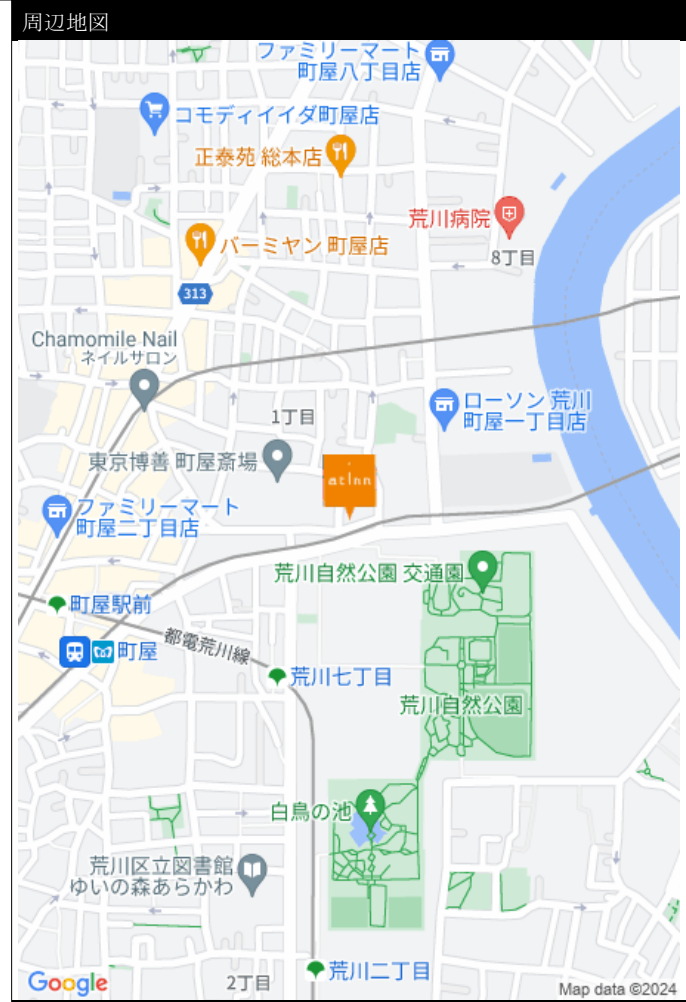 周辺地図
ファミリーマート
町屋八丁目店
コモディイイダ町屋店
正泰苑 総本店
荒川病院
バーミヤン 町屋店
8丁目
313
Chamomile Nail
ネイルサロン
ローソン 荒川
町屋一丁目店
1丁目
東京博善 町屋斎場
at inn
ファミリーマート
町屋二丁目店
荒川自然公園 交通園
町屋駅前
都電荒川線
町屋
荒川七丁目
荒川自然公園
白鳥の池
荒川区立図書館
ゆいの森あらかわ
荒川二丁目
2丁目
Google
Map data ©2024